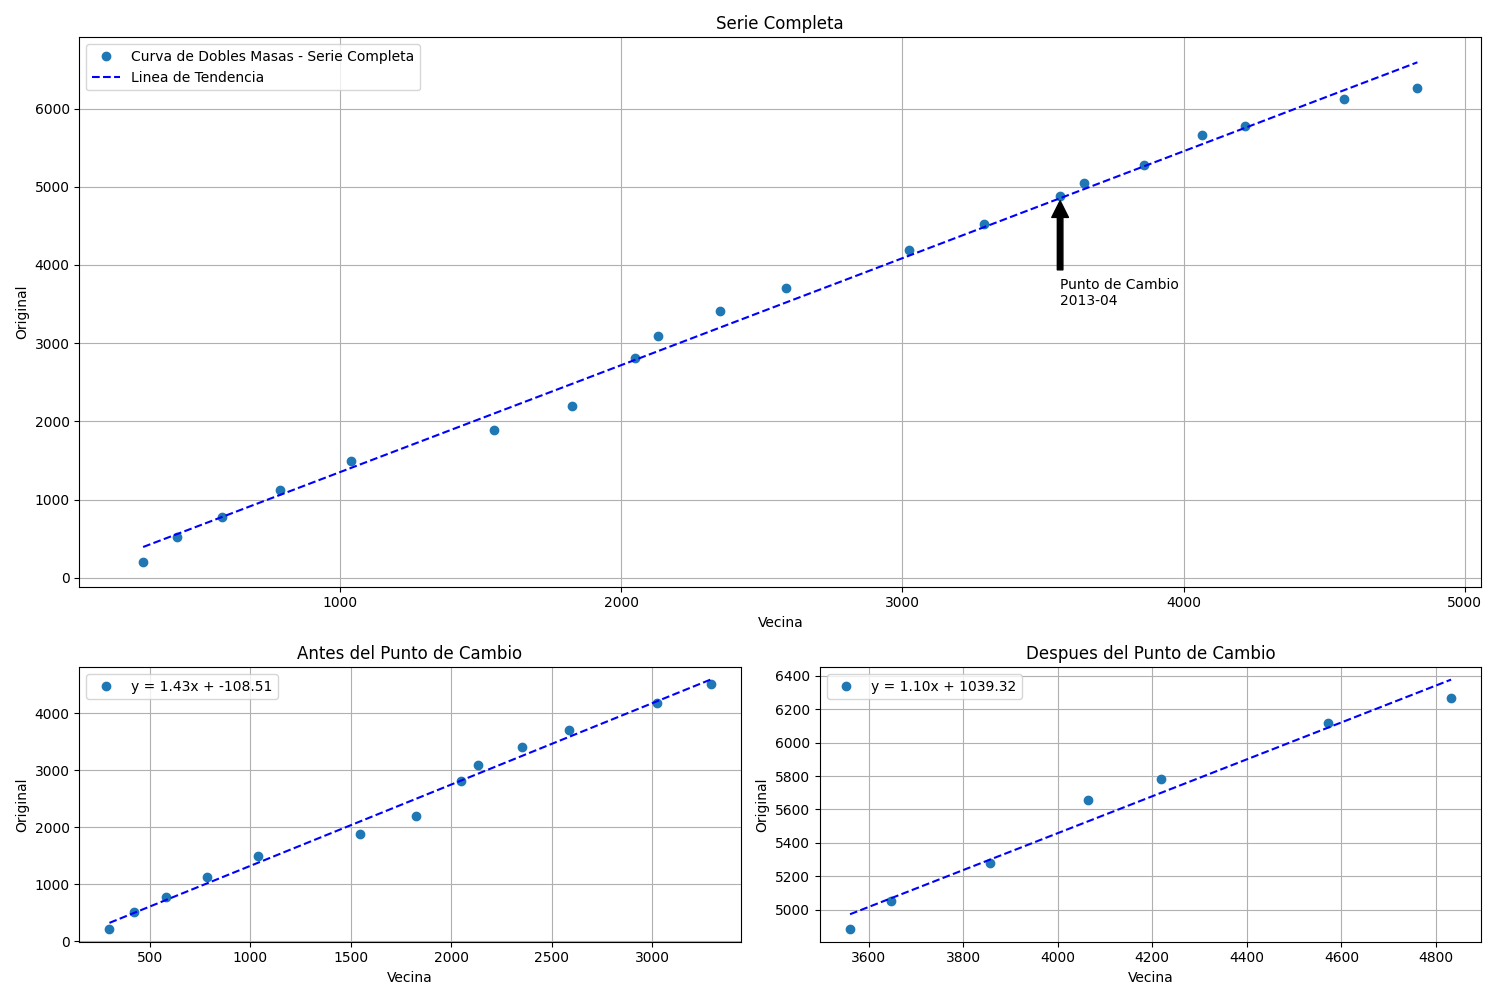 Serie Completa
Curva de Dobles Masas - Serie Completa
Linea de Tendencia
6000
5000
4000
3000
2000
1000
0
Original
Punto de Cambio
2013-04
1000
2000
3000
4000
5000
Vecina
Antes del Punto de Cambio
y = 1.43x + -108.51
4000
3000
2000
1000
0
Original
500
1000
1500
2000
2500
3000
Vecina
Despues del Punto de Cambio
y = 1.10x + 1039.32
6400
6200
6000
5800
5600
5400
5200
5000
Original
3600
3800
4000
4200
4400
4600
4800
Vecina